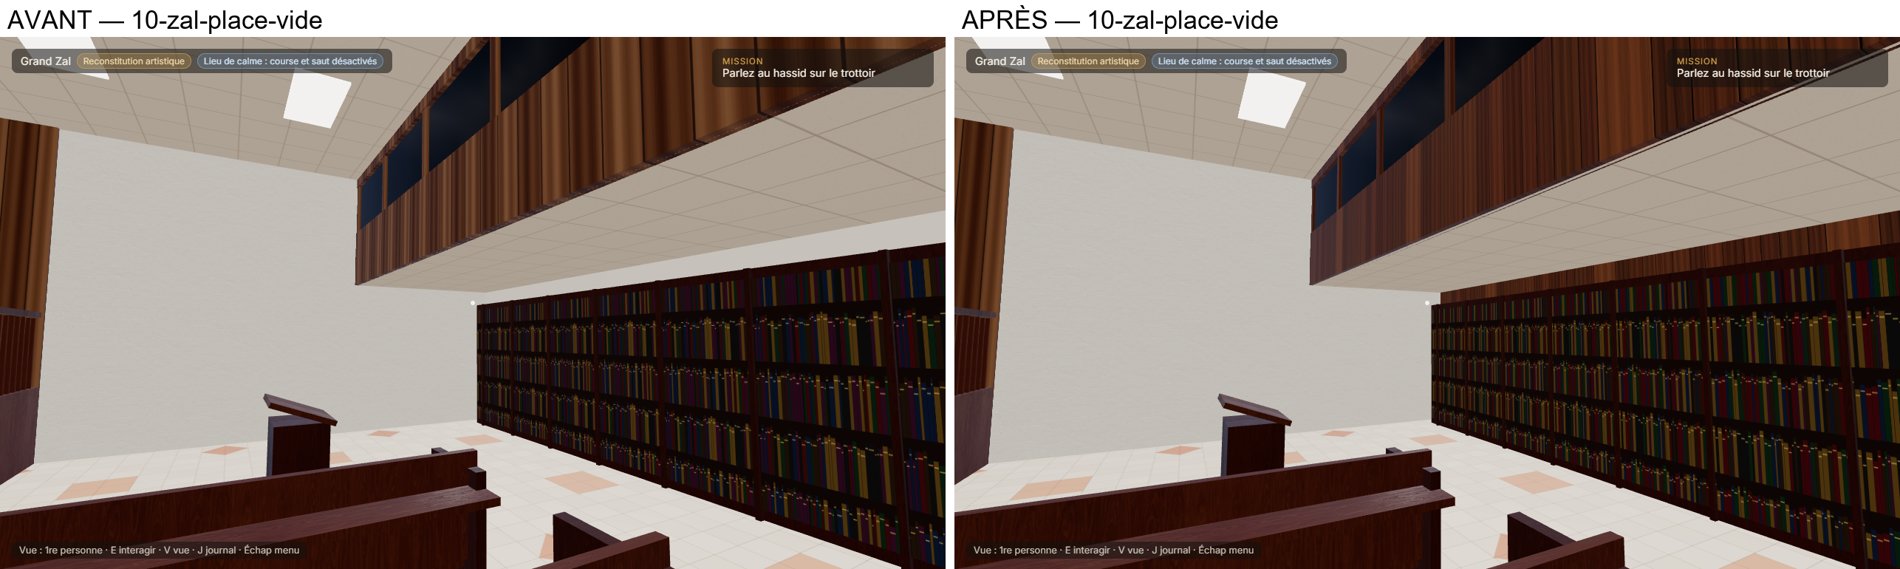 AVANT — 10-zal-place-vide
Grand Zal Reconstitution artistique Lieu de calme : course et saut désactivés
MISSION
Parlez au hassid sur le trottoir
Vue : 1re personne · E interagir · V vue · J journal · Échap menu
APRÈS — 10-zal-place-vide
Grand Zal Reconstitution artistique Lieu de calme : course et saut désactivés
MISSION
Parlez au hassid sur le trottoir
Vue : 1re personne · E interagir · V vue · J journal · Échap menu